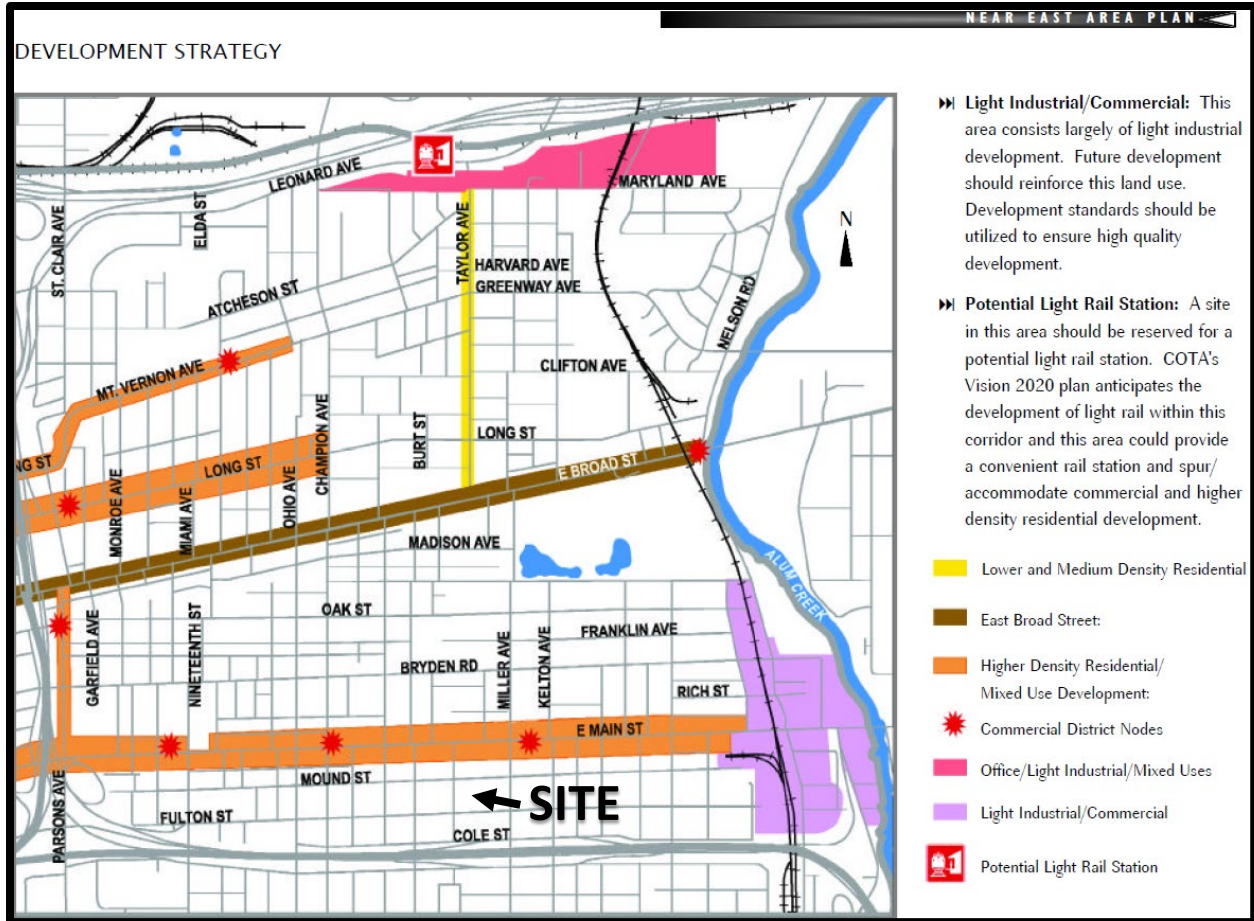 NEAR EAST AREA PLAN
DEVELOPMENT STRATEGY
LEONARD AVE
MARYLAND AVE
ST. CLAIR AVE
ELDA ST
TAYLOR AVE
N
HARVARD AVE
GREENWAY AVE
ATCHESON ST
NELSON RD
CLIFTON AVE
MT. VERNON AVE
CHAMPION AVE
BURT ST
LONG ST
NG ST
LONG ST
E BROAD ST
MONROE AVE
MIAMI AVE
OHIO AVE
MADISON AVE
ALUM CREEK
OAK ST
FRANKLIN AVE
GARFIELD AVE
NINETEENTH ST
BRYDEN RD
MILLER AVE
KELTON AVE
RICH ST
E MAIN ST
MOUND ST
SITE
FULTON ST
COLE ST
PARSONS AVE
Light Industrial/Commercial: This
area consists largely of light industrial
development. Future development
should reinforce this land use.
Development standards should be
utilized to ensure high quality
development.
Potential Light Rail Station: A site
in this area should be reserved for a
potential light rail station. COTA's
Vision 2020 plan anticipates the
development of light rail within this
corridor and this area could provide
a convenient rail station and spur/
accommodate commercial and higher
density residential development.
Lower and Medium Density Residential
East Broad Street:
Higher Density Residential/
Mixed Use Development:
Commercial District Nodes
Office/Light Industrial/Mixed Uses
Light Industrial/Commercial
Potential Light Rail Station